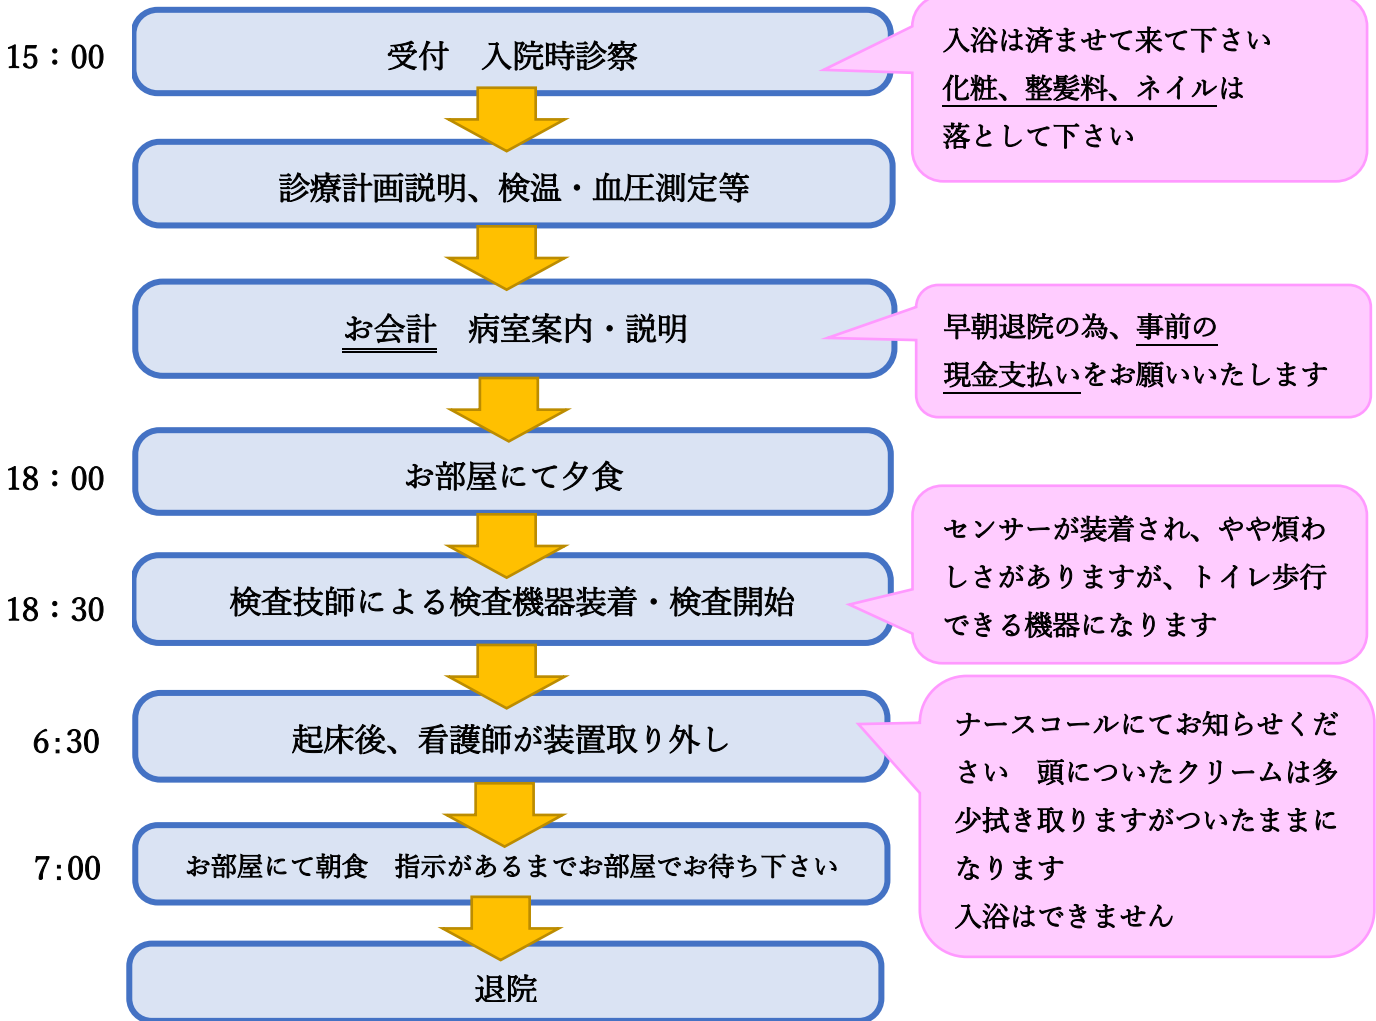 15：00
受付　入院時診察
入浴は済ませて来て下さい
化粧、整髪料、ネイルは
落として下さい
診療計画説明、検温・血圧測定等
お会計　病室案内・説明
早朝退院の為、事前の
現金支払いをお願いいたします
18：00
お部屋にて夕食
18：30
検査技師による検査機器装着・検査開始
センサーが装着され、やや煩わ
しさがありますが、トイレ歩行
できる機器になります
6:30
起床後、看護師が装置取り外し
ナースコールにてお知らせくだ
さい　頭についたクリームは多
少拭き取りますがついたままに
なります
入浴はできません
7:00
お部屋にて朝食　指示があるまでお部屋でお待ち下さい
退院